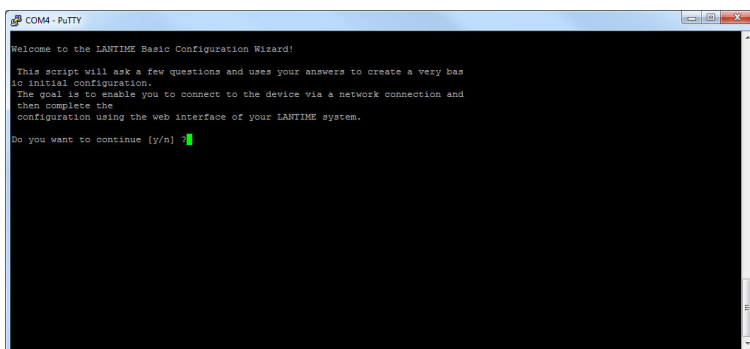 COM4 - PuTTY
Welcome to the LANTIME Basic Configuration Wizard!
This script will ask a few questions and uses your answers to create a very bas
ic initial configuration.
The goal is to enable you to connect to the device via a network connection and
then complete the
configuration using the web interface of your LANTIME system.
Do you want to continue [y/n] ?